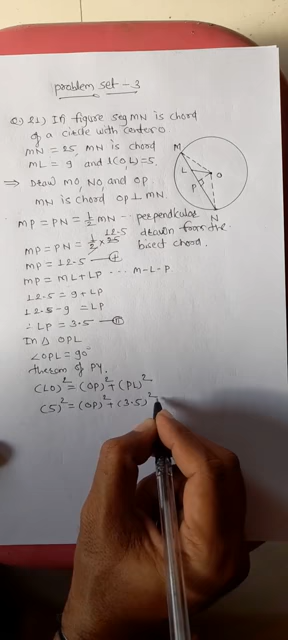 problem set - 3
Q) 21) In figure seg MN is chord
of a circle with center O
MN = 25, MN is chord
ML = 9 and l(O,L)=5.
M
L
O
P
N
⇒ Draw MO, NO, and OP
MN is chord OP ⊥ MN
MP = PN = 1/2 MN -- perpendkular
drawn from the
bisect chord.
MP = PN = 1/2 × 25 12.5
MP = 12.5 — I
MP = ML + LP --- M-L-P
12.5 = 9 + LP
12.5 - 9 = LP
∴ LP = 3.5 — II
In △ OPL
∠OPL = 90°
therom of PY.
(LO)² = (OP)² + (PL)²
(5)² = (OP)² + (3.5)²